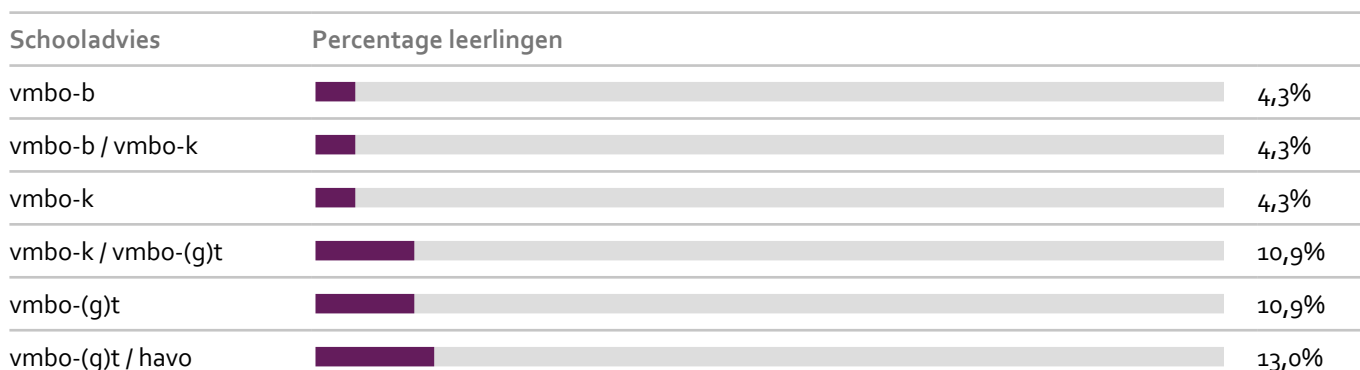 Schooladvies Percentage leerlingen
vmbo-b 4,3%
vmbo-b / vmbo-k 4,3%
vmbo-k 4,3%
vmbo-k / vmbo-(g)t 10,9%
vmbo-(g)t 10,9%
vmbo-(g)t / havo 13,0%